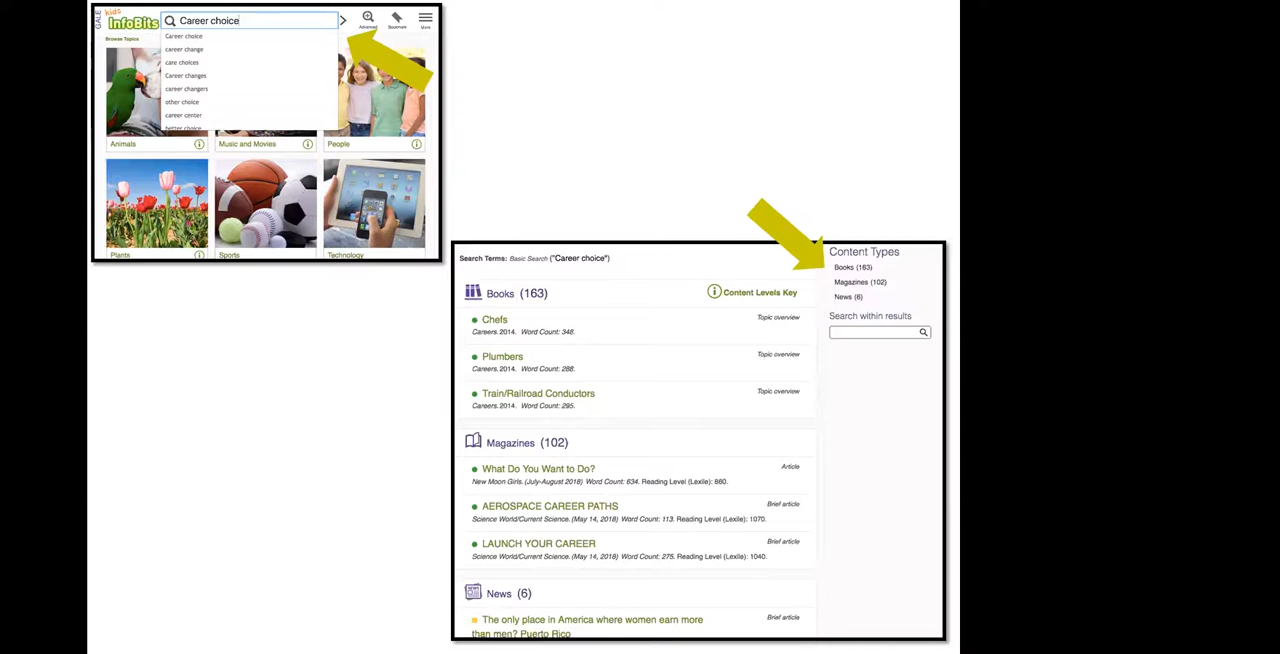 GALE kids InfoBits
Career choice
Advanced
Bookmark
More
Browse Topics
Career choice
career change
care choices
Career changes
career changers
other choice
career center
better choice
Animals
Music and Movies
People
Plants
Sports
Technology
Search Terms: Basic Search ("Career choice")
Books (163)
Content Levels Key
Chefs
Topic overview
Careers. 2014. Word Count: 348.
Plumbers
Topic overview
Careers. 2014. Word Count: 288.
Train/Railroad Conductors
Topic overview
Careers. 2014. Word Count: 295.
Magazines (102)
What Do You Want to Do?
Article
New Moon Girls. (July-August 2018) Word Count: 634. Reading Level (Lexile): 860.
AEROSPACE CAREER PATHS
Brief article
Science World/Current Science. (May 14, 2018) Word Count: 113. Reading Level (Lexile): 1070.
LAUNCH YOUR CAREER
Brief article
Science World/Current Science. (May 14, 2018) Word Count: 275. Reading Level (Lexile): 1040.
News (6)
The only place in America where women earn more
Brief article
than men? Puerto Rico
Content Types
Books (163)
Magazines (102)
News (6)
Search within results